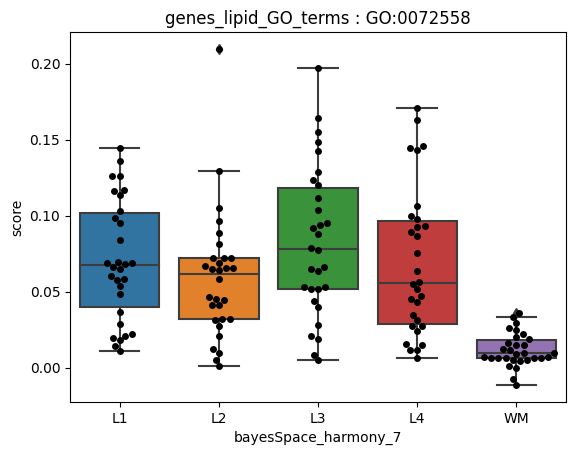 genes_lipid_GO_terms : GO:0072558
0.20
0.15
0.10
0.05
0.00
score
L1 L2 L3 L4 WM
bayesSpace_harmony_7